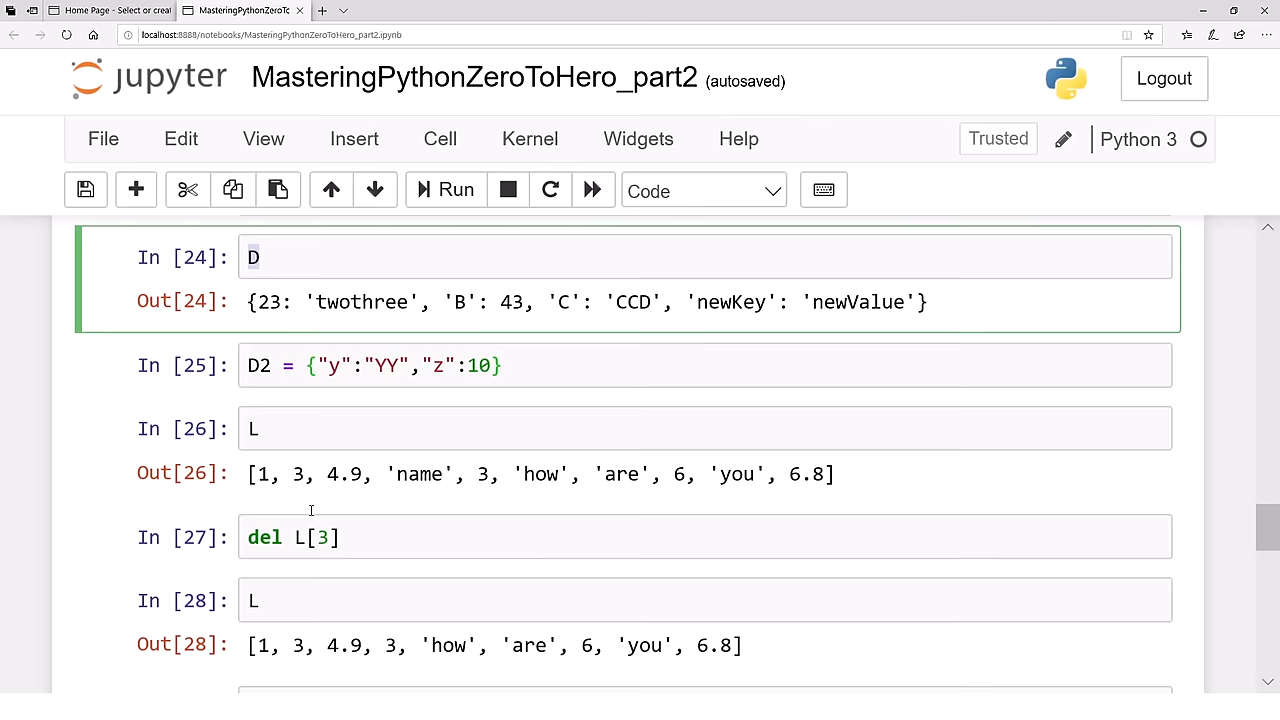 Home Page - Select or creat
MasteringPythonZeroTc
localhost:8888/notebooks/MasteringPythonZeroToHero_part2.ipynb
jupyter MasteringPythonZeroToHero_part2 (autosaved) Logout
File Edit View Insert Cell Kernel Widgets Help Trusted Python 3
Run Code
In [24]: D
Out[24]: {23: 'twothree', 'B': 43, 'C': 'CCD', 'newKey': 'newValue'}
In [25]: D2 = {"y":"YY","z":10}
In [26]: L
Out[26]: [1, 3, 4.9, 'name', 3, 'how', 'are', 6, 'you', 6.8]
In [27]: del L[3]
In [28]: L
Out[28]: [1, 3, 4.9, 3, 'how', 'are', 6, 'you', 6.8]